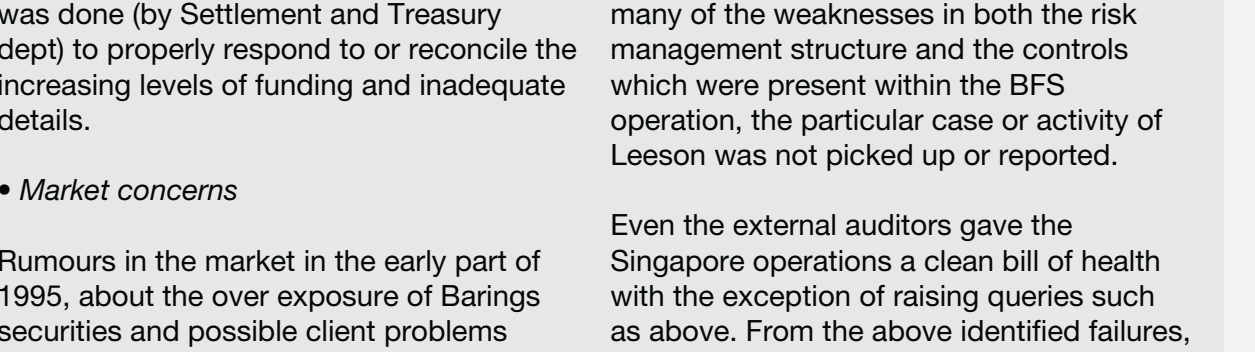 was done (by Settlement and Treasury
dept) to properly respond to or reconcile the
increasing levels of funding and inadequate
details.
• Market concerns
Rumours in the market in the early part of
1995, about the over exposure of Barings
securities and possible client problems
many of the weaknesses in both the risk
management structure and the controls
which were present within the BFS
operation, the particular case or activity of
Leeson was not picked up or reported.
Even the external auditors gave the
Singapore operations a clean bill of health
with the exception of raising queries such
as above. From the above identified failures,